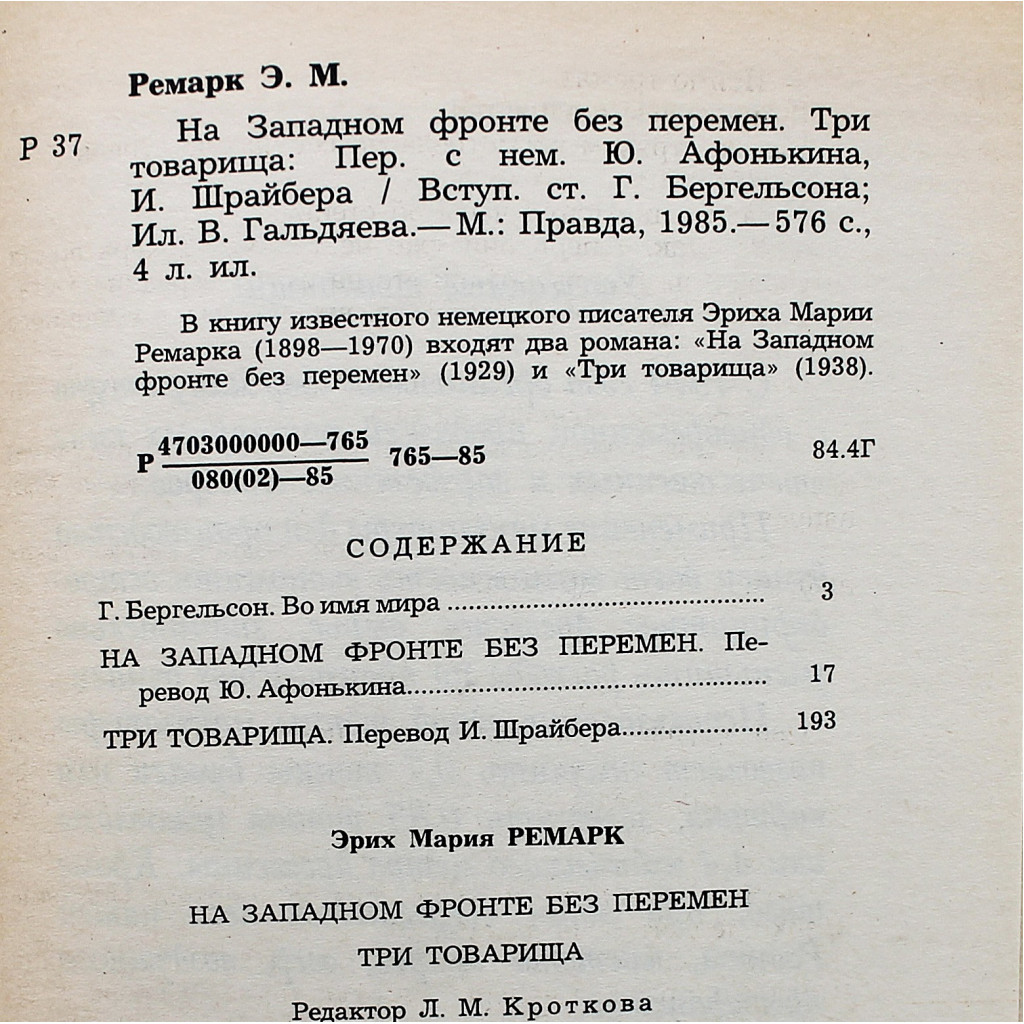 Ремарк Э. М.
Р 37
На Западном фронте без перемен. Три
товарища: Пер. с нем. Ю. Афонькина,
И. Шрайбера / Вступ. ст. Г. Бергельсона;
Ил. В. Гальдяева.— М.: Правда, 1985.— 576 с.,
4 л. ил.
В книгу известного немецкого писателя Эриха Марии
Ремарка (1898—1970) входят два романа: «На Западном
фронте без перемен» (1929) и «Три товарища» (1938).
Р 4703000000—765
080(02)—85
765—85
84.4Г
СОДЕРЖАНИЕ
Г. Бергельсон. Во имя мира ........................................ 3
НА ЗАПАДНОМ ФРОНТЕ БЕЗ ПЕРЕМЕН. Пе-
ревод Ю. Афонькина............................................. 17
ТРИ ТОВАРИЩА. Перевод И. Шрайбера................... 193
Эрих Мария РЕМАРК
НА ЗАПАДНОМ ФРОНТЕ БЕЗ ПЕРЕМЕН
ТРИ ТОВАРИЩА
Редактор Л. М. Кроткова